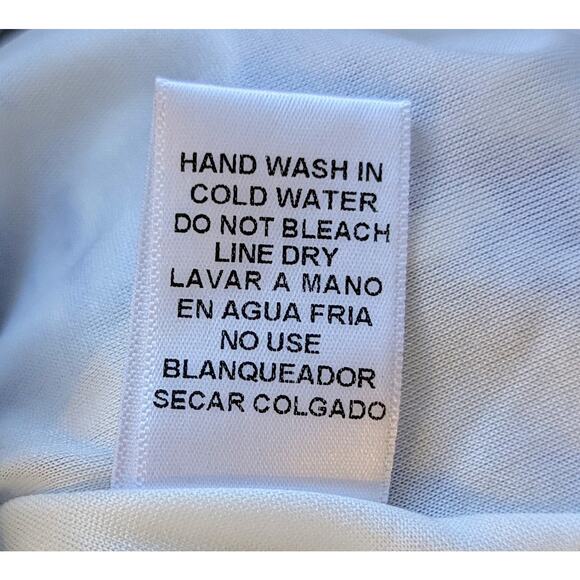 HAND WASH IN
COLD WATER
DO NOT BLEACH
LINE DRY
LAVAR A MANO
EN AGUA FRIA
NO USE
BLANQUEADOR
SECAR COLGADO